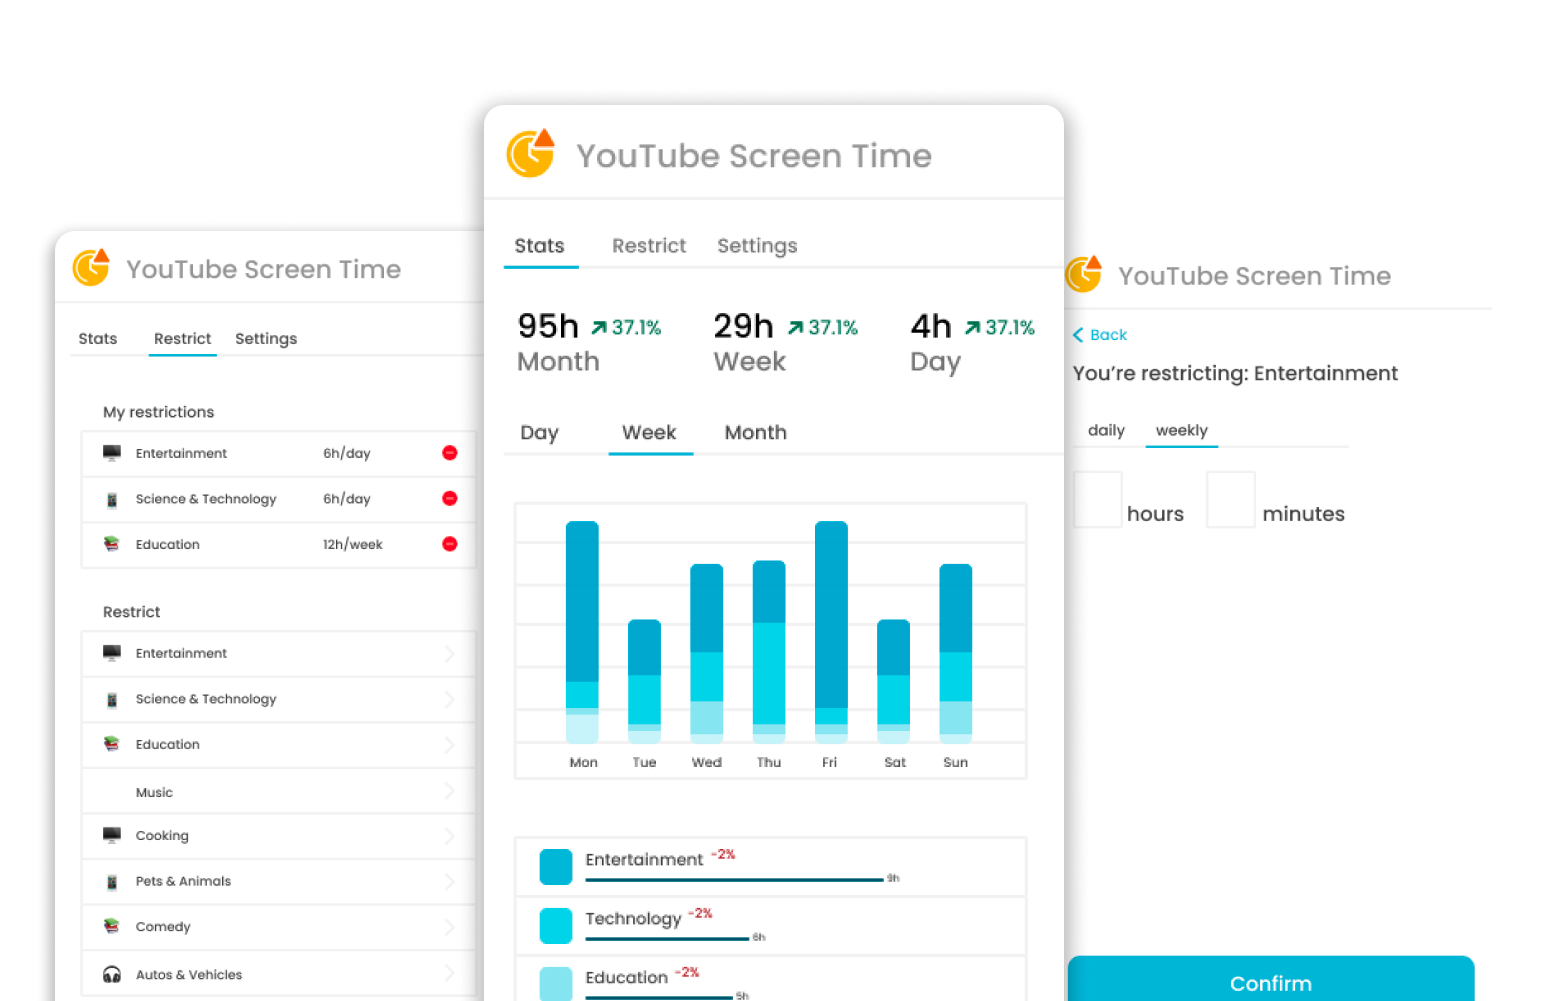 YouTube Screen Time
Stats Restrict Settings
My restrictions
Entertainment 6h/day
Science & Technology 6h/day
Education 12h/week
Restrict
Entertainment
Science & Technology
Education
Music
Cooking
Pets & Animals
Comedy
Autos & Vehicles
YouTube Screen Time
Stats Restrict Settings
95h 37.1% 29h 37.1% 4h 37.1%
Month Week Day
Day Week Month
Mon Tue Wed Thu Fri Sat Sun
Entertainment -2%
9h
Technology -2%
6h
Education -2%
5h
YouTube Screen Time
Back
You're restricting: Entertainment
daily weekly
hours minutes
Confirm